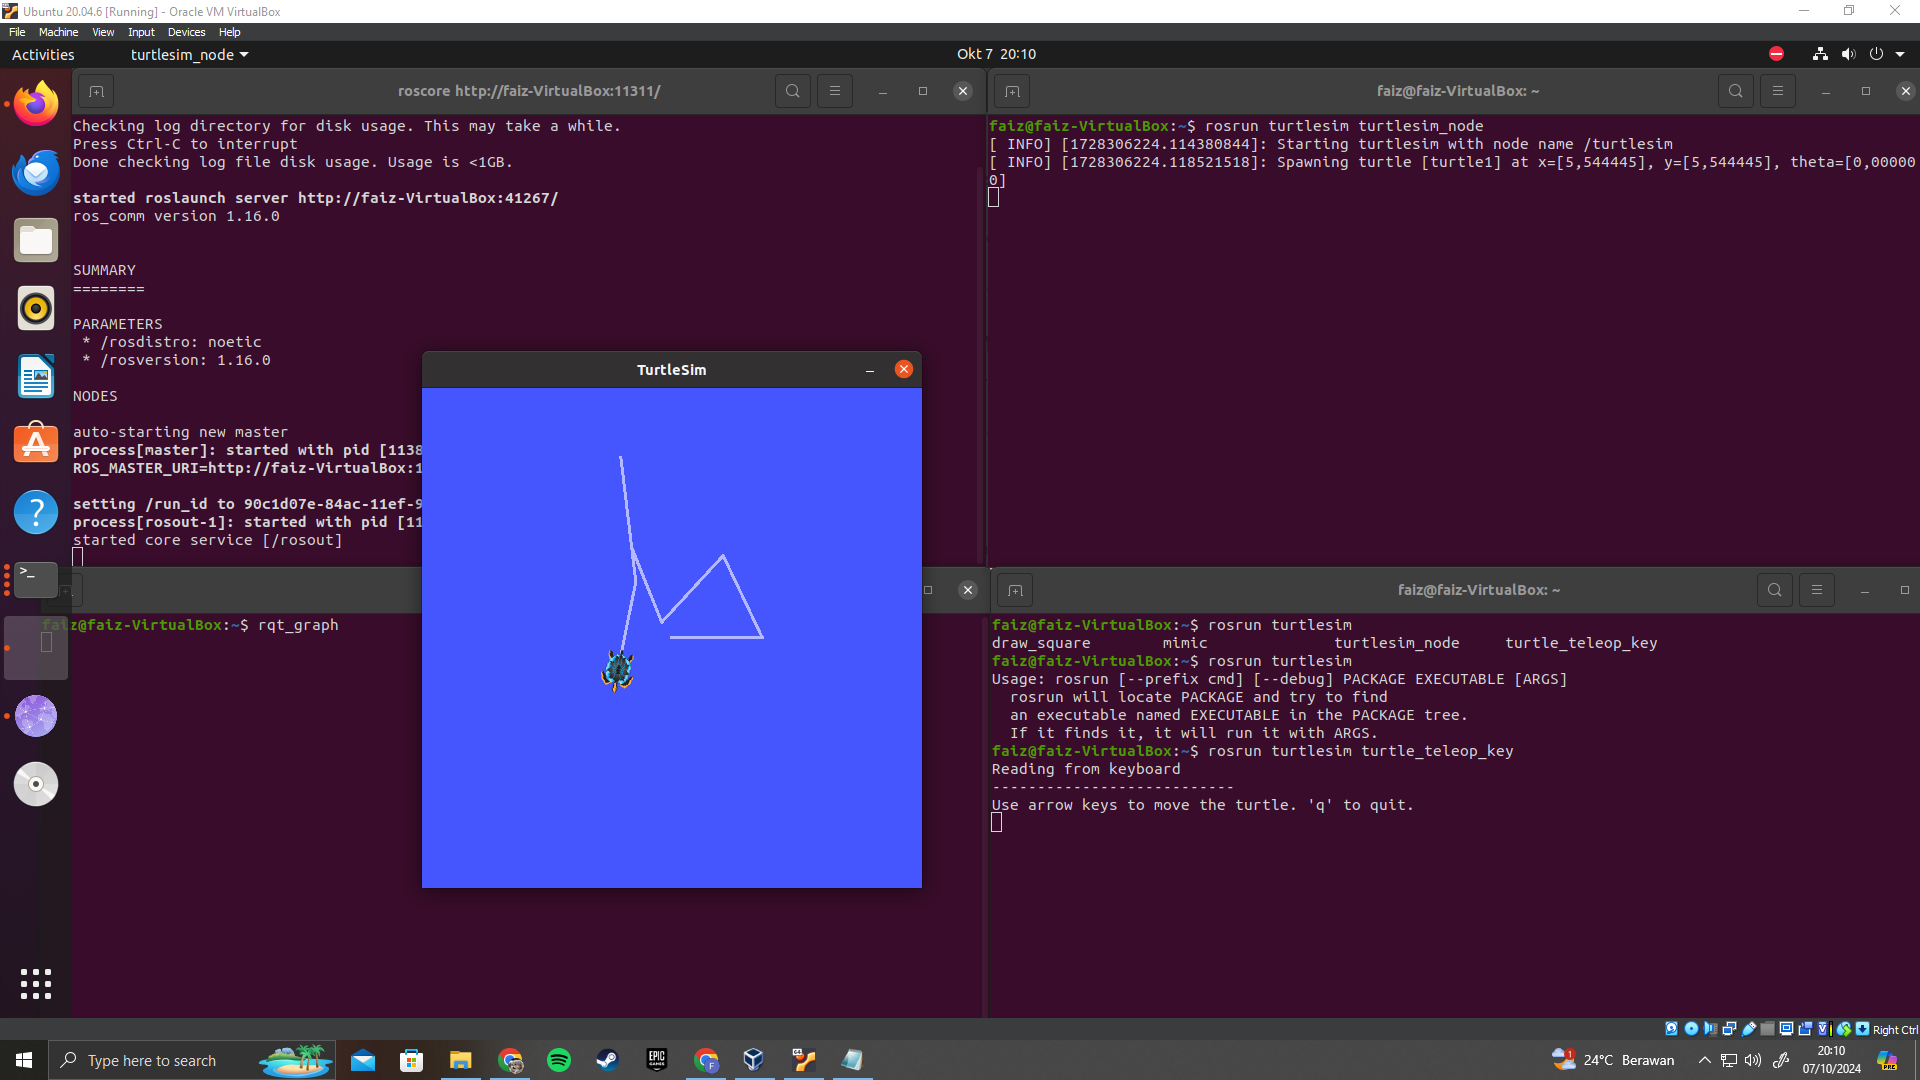 Ubuntu 20.04.6 [Running] - Oracle VM VirtualBox
File Machine View Input Devices Help
Activities turtlesim_node Okt 7 20:10
roscore http://faiz-VirtualBox:11311/
Checking log directory for disk usage. This may take a while.
Press Ctrl-C to interrupt
Done checking log file disk usage. Usage is <1GB.
started roslaunch server http://faiz-VirtualBox:41267/
ros_comm version 1.16.0
SUMMARY
========
PARAMETERS
* /rosdistro: noetic
* /rosversion: 1.16.0
NODES
auto-starting new master
process[master]: started with pid [1138
ROS_MASTER_URI=http://faiz-VirtualBox:1
setting /run_id to 90c1d07e-84ac-11ef-9
process[rosout-1]: started with pid [11
started core service [/rosout]
faiz@faiz-VirtualBox: ~
faiz@faiz-VirtualBox:~$ rosrun turtlesim turtlesim_node
[ INFO] [1728306224.114380844]: Starting turtlesim with node name /turtlesim
[ INFO] [1728306224.118521518]: Spawning turtle [turtle1] at x=[5,544445], y=[5,544445], theta=[0,00000
0]
TurtleSim
faiz@faiz-VirtualBox:~$ rqt_graph
faiz@faiz-VirtualBox: ~
faiz@faiz-VirtualBox:~$ rosrun turtlesim
draw_square mimic turtlesim_node turtle_teleop_key
faiz@faiz-VirtualBox:~$ rosrun turtlesim
Usage: rosrun [--prefix cmd] [--debug] PACKAGE EXECUTABLE [ARGS]
rosrun will locate PACKAGE and try to find
an executable named EXECUTABLE in the PACKAGE tree.
If it finds it, it will run it with ARGS.
faiz@faiz-VirtualBox:~$ rosrun turtlesim turtle_teleop_key
Reading from keyboard
---------------------------
Use arrow keys to move the turtle. 'q' to quit.
Right Ctrl
Type here to search
EPIC GAMES
F
64
1
24°C Berawan
20:10
07/10/2024
PRE